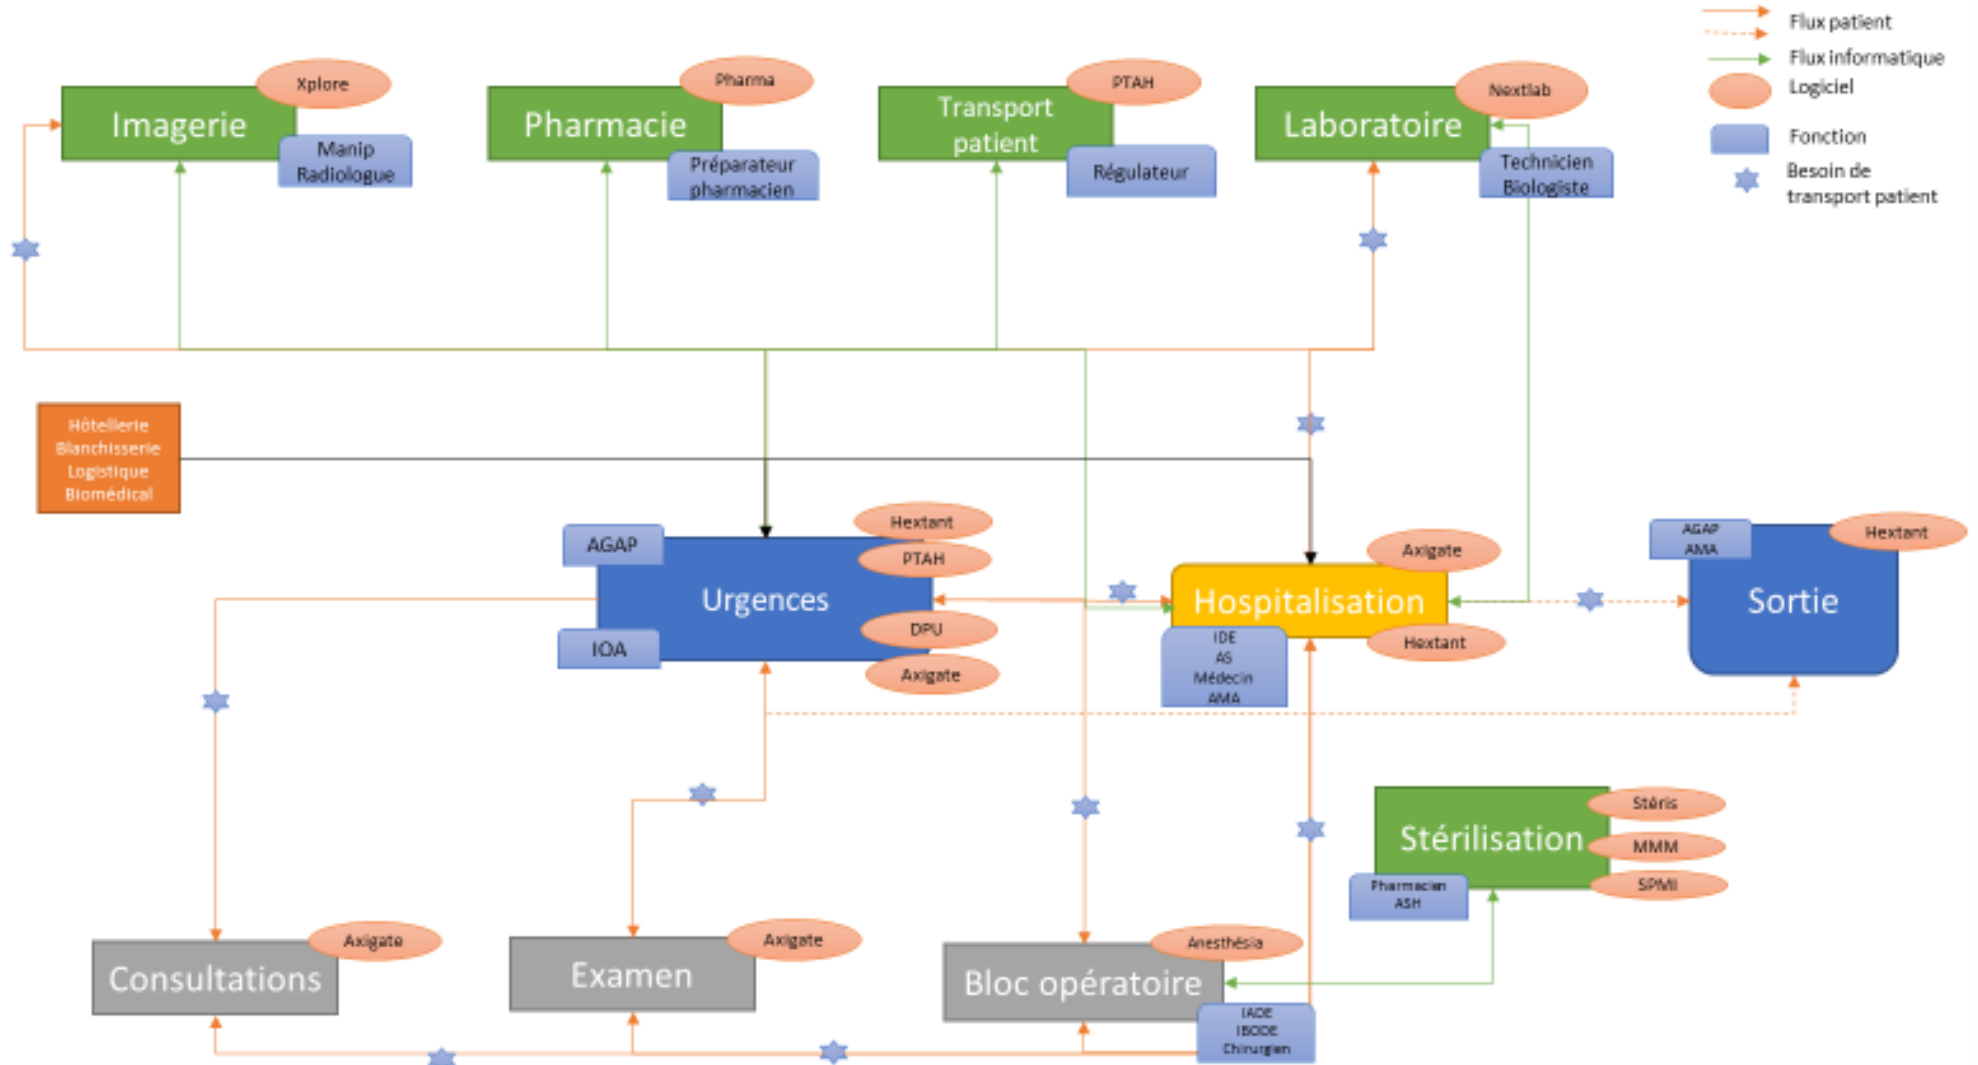 Flux patient
Flux informatique
Logiciel
Fonction
Besoin de
transport patient
Xplore
Imagerie
Manip
Radiologue
Pharma
Pharmacie
Préparateur
pharmacien
PTAH
Transport
patient
Régulateur
Nextlab
Laboratoire
Technicien
Biologiste
Hôtellerie
Blanchisserie
Logistique
Biomédical
AGAP
Hextant
PTAH
Urgences
DPU
IOA
Axigate
Axigate
Hospitalisation
Hextant
IDE
AS
Médecin
AMA
AGAP
AMA
Hextant
Sortie
Stéris
Stérilisation
MMM
SPMI
Pharmacien
ASH
Axigate
Consultations
Axigate
Examen
Anesthésia
Bloc opératoire
IADE
IBODE
Chirurgien